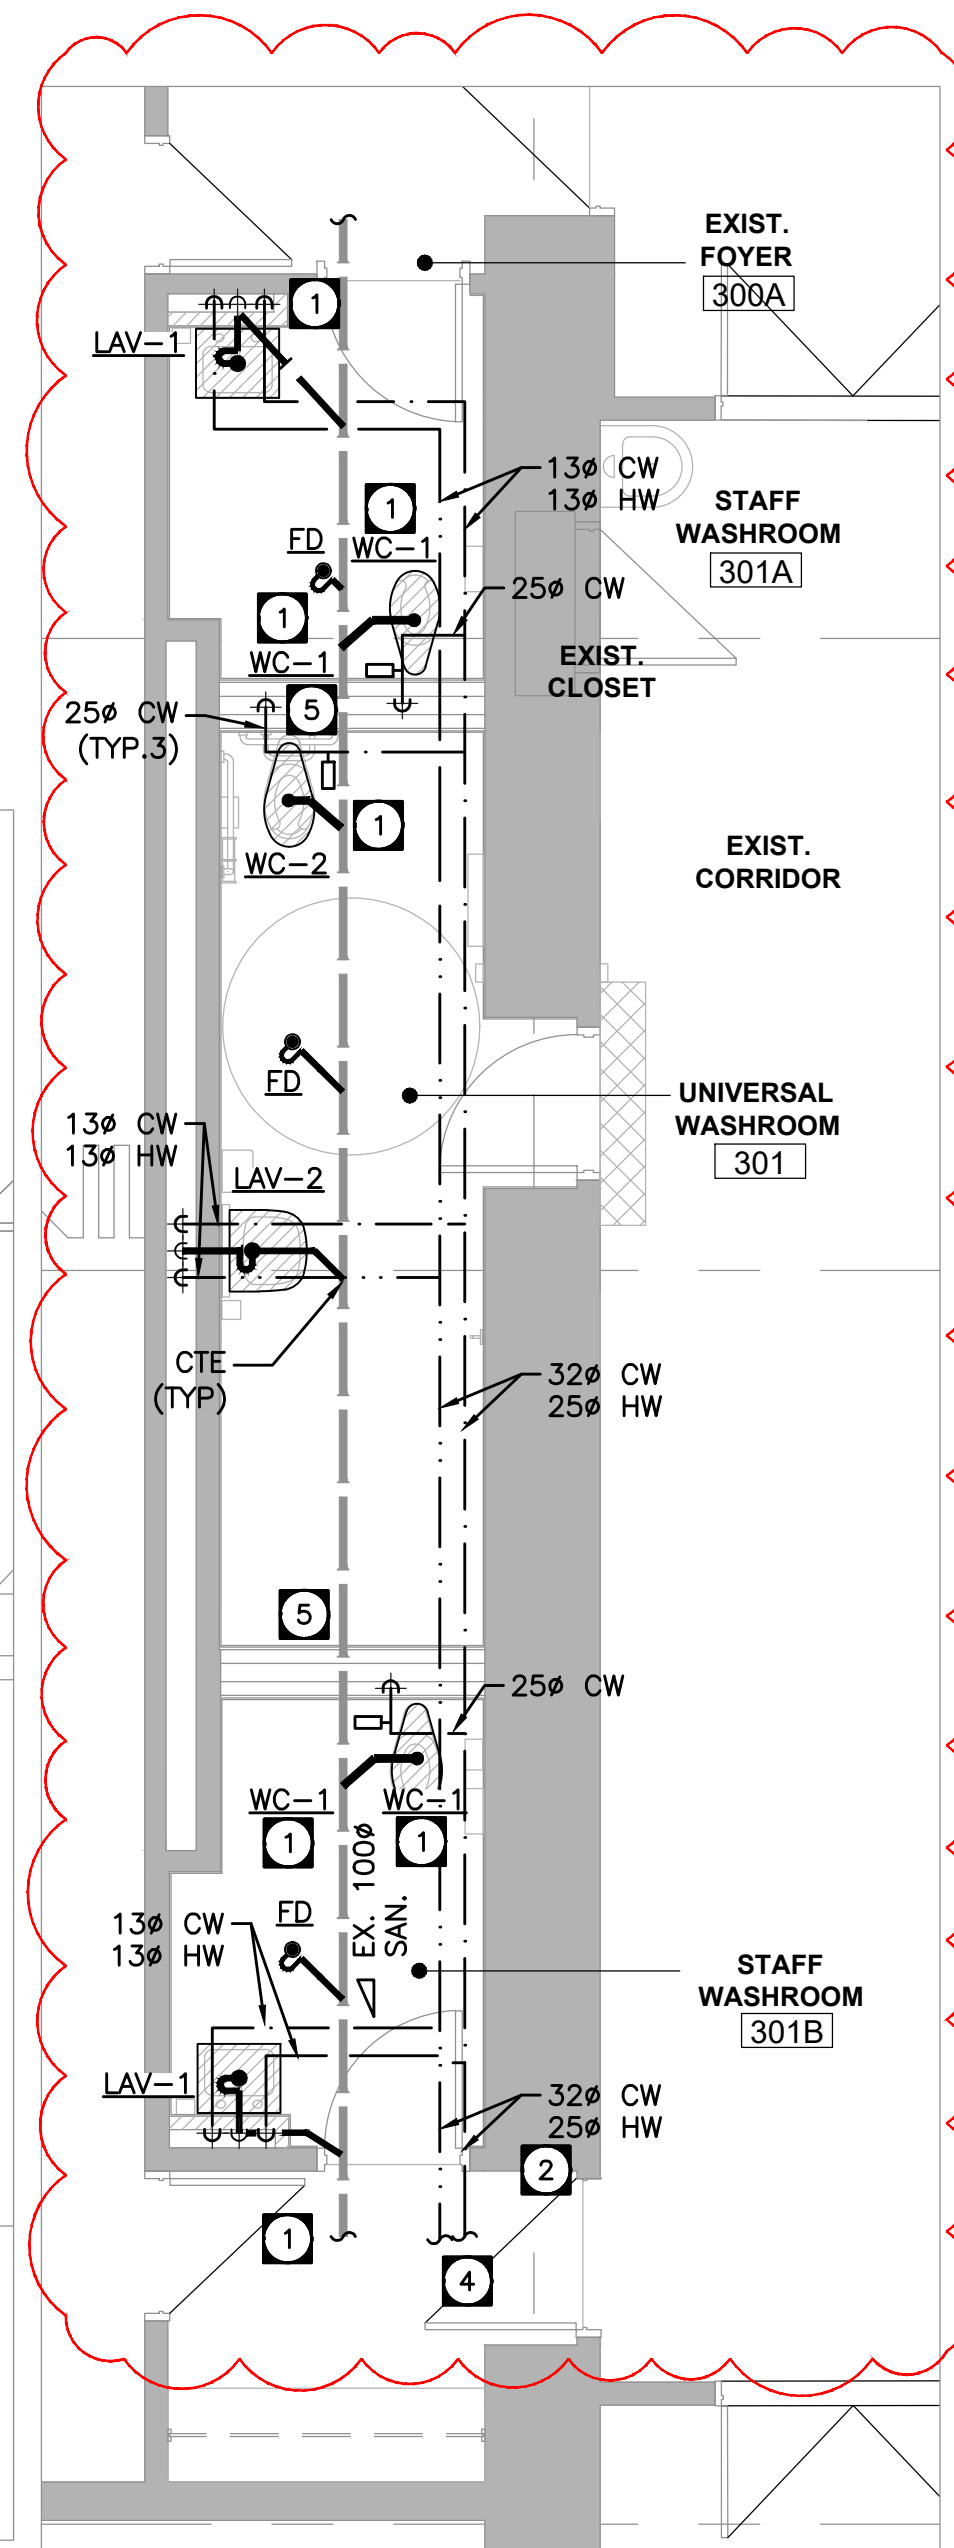 EXIST.
FOYER
300A
1
LAV-1
13ø CW
13ø HW
STAFF
WASHROOM
301A
1
FD
WC-1
25ø CW
1
WC-1
EXIST.
CLOSET
5
25ø CW
(TYP.3)
1
WC-2
EXIST.
CORRIDOR
FD
UNIVERSAL
WASHROOM
301
13ø CW
13ø HW
LAV-2
CTE
(TYP)
32ø CW
25ø HW
5
25ø CW
WC-1
WC-1
1
1
EX. 100ø
SAN.
FD
13ø CW
13ø HW
STAFF
WASHROOM
301B
LAV-1
32ø CW
25ø HW
2
1
4